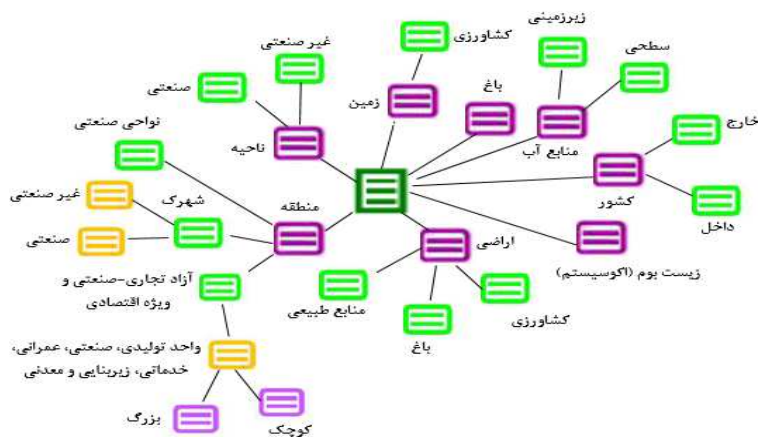 زیرزمینی
کشاورزی
سطحی
غیر صنعتی
باغ
زمین
صنعتی
خارج
منابع آب
ناحیه
نواحی صنعتی
کشور
منطقه
شهرک
غیر صنعتی
داخل
اراضی
صنعتی
زیست بوم (اکوسیستم)
آزاد تجاری-صنعتی و
ویژه اقتصادی
منابع طبیعی
کشاورزی
باغ
واحد تولیدی، صنعتی، عمرانی،
خدماتی، زیربنایی و معدنی
بزرگ
کوچک